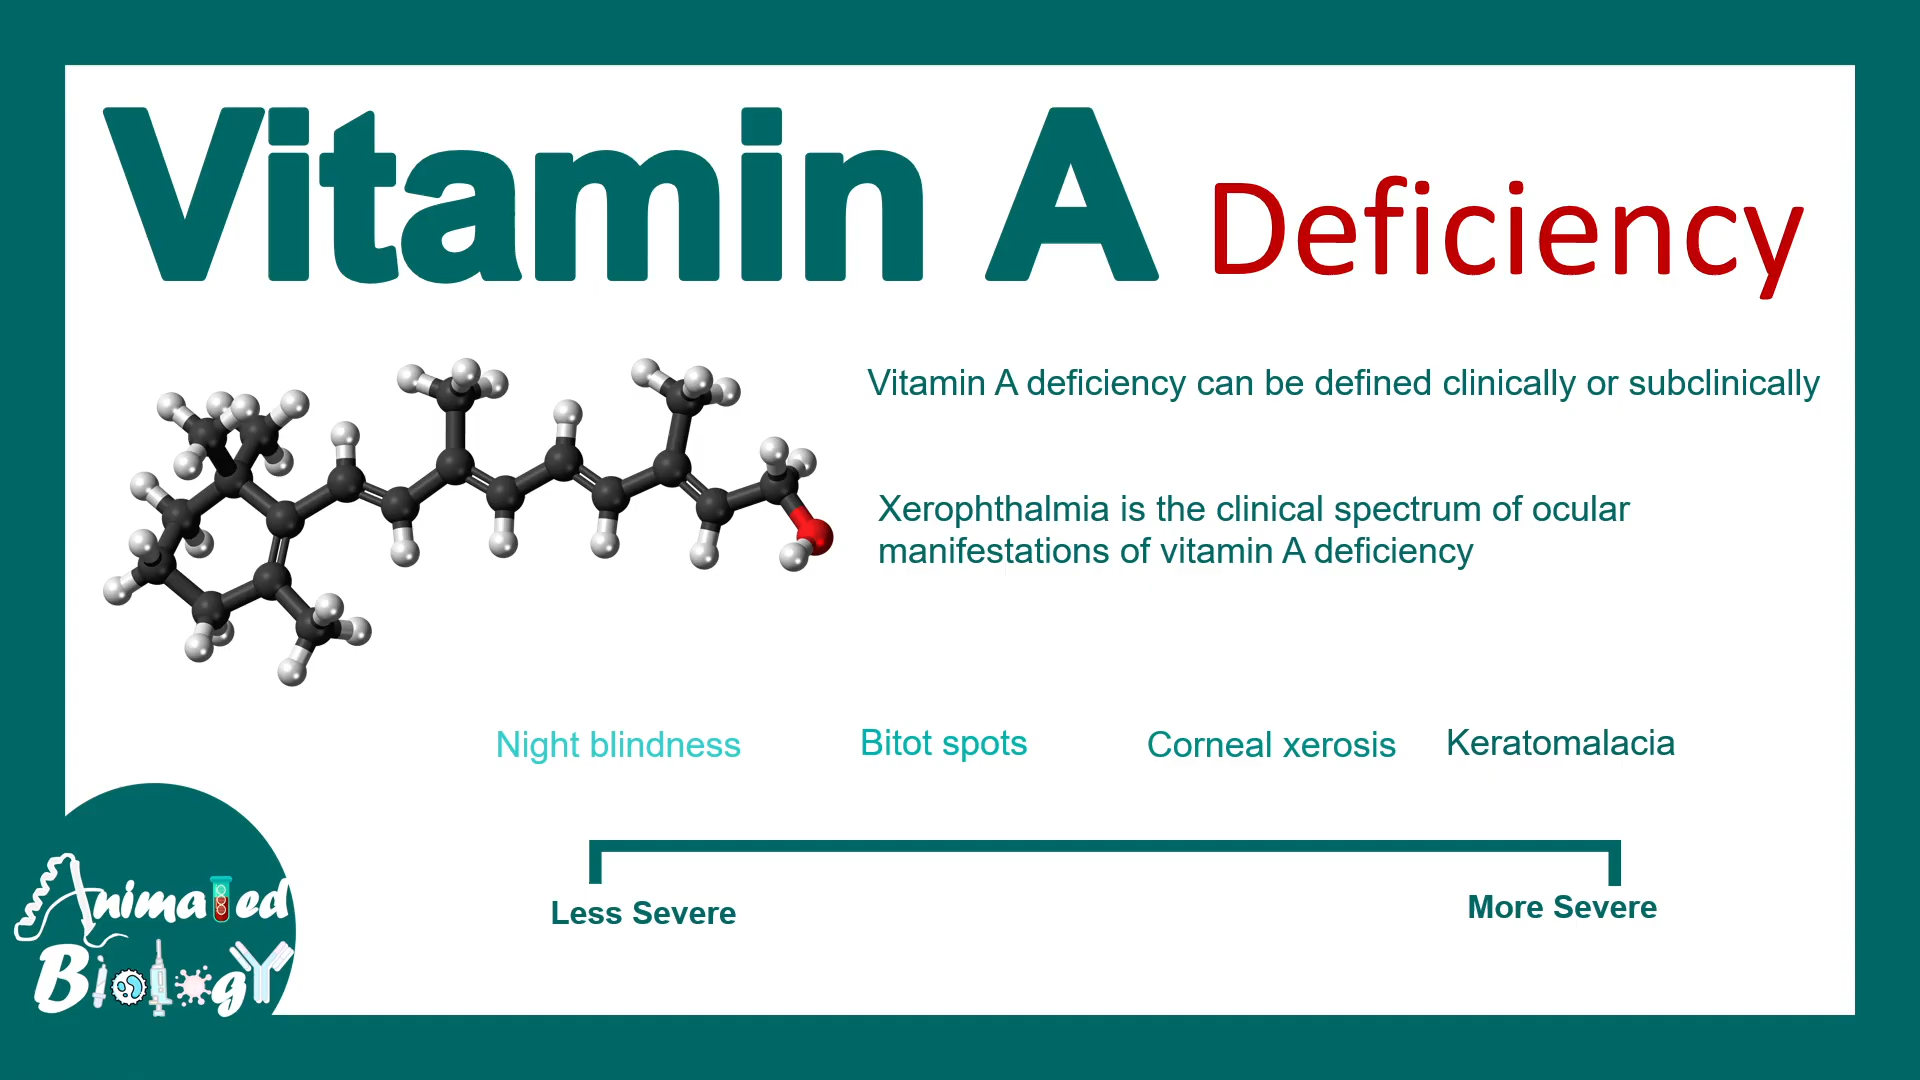 Vitamin A Deficiency
Vitamin A deficiency can be defined clinically or subclinically
Xerophthalmia is the clinical spectrum of ocular
manifestations of vitamin A deficiency
Night blindness
Bitot spots
Corneal xerosis
Keratomalacia
Less Severe
More Severe
Animated
Biology